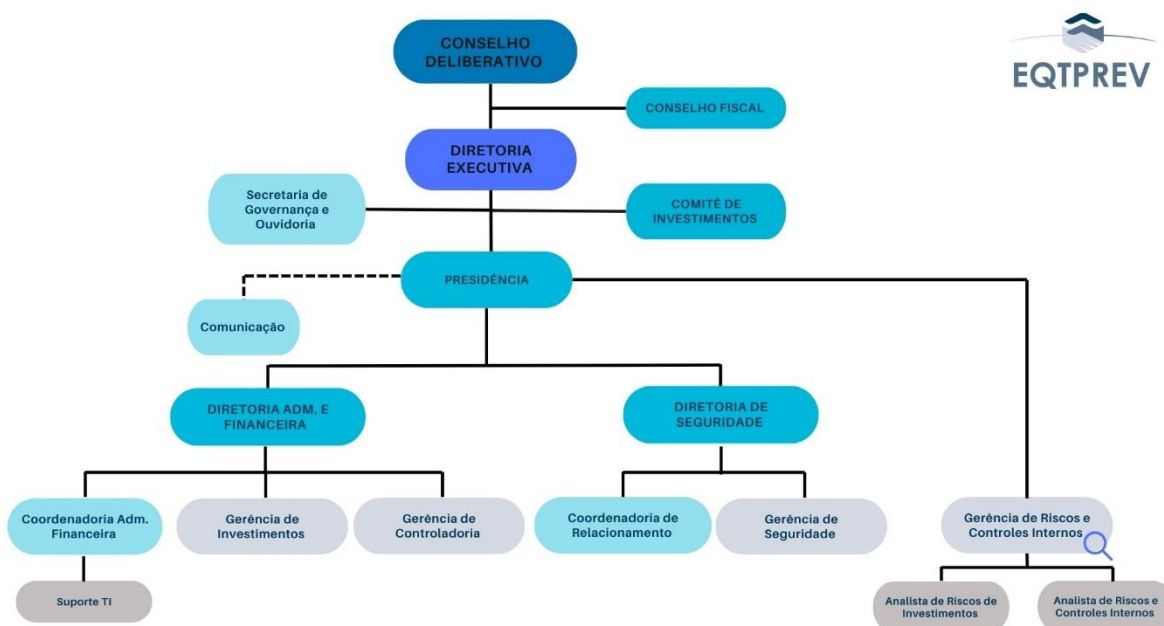 CONSELHO
DELIBERATIVO
EQTPREV
CONSELHO FISCAL
DIRETORIA
EXECUTIVA
Secretaria de
Governança e
Ouvidoria
COMITÊ DE
INVESTIMENTOS
PRESIDÊNCIA
Comunicação
DIRETORIA ADM. E
FINANCEIRA
DIRETORIA DE
SEGURIDADE
Coordenadoria Adm.
Financeira
Gerência de
Investimentos
Gerência de
Controladoria
Coordenadoria de
Relacionamento
Gerência de
Seguridade
Gerência de Riscos e
Controles Internos
Suporte TI
Analista de Riscos de
Investimentos
Analista de Riscos e
Controles Internos